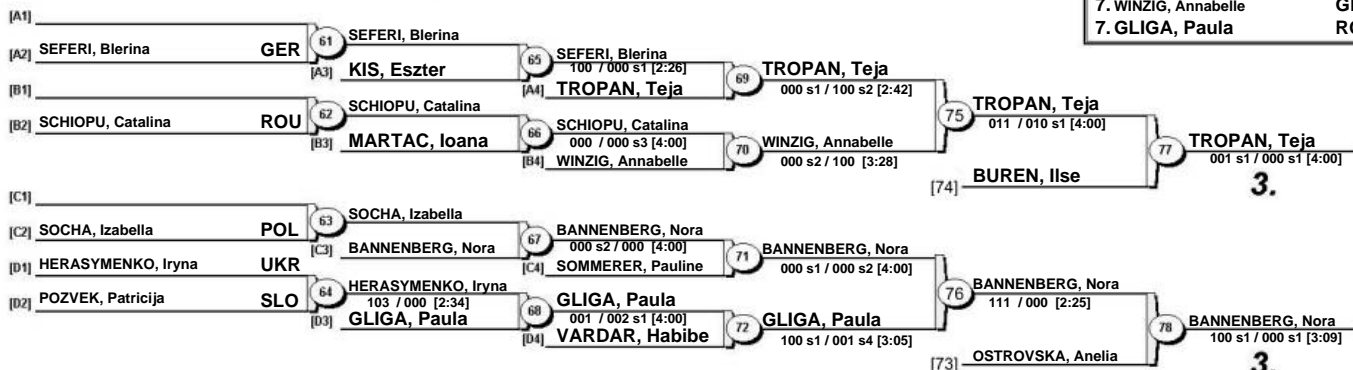 7. WINZIG, Annabelle
7. GLIGA, Paula
[A1]
[A2] SEFERI, Blerina GER
61
SEFERI, Blerina
[A3] KIS, Eszter
65
SEFERI, Blerina
100 / 000 s1 [2:26]
[A4] TROPAN, Teja
69
TROPAN, Teja
000 s1 / 100 s2 [2:42]
[B1]
[B2] SCHIOPU, Catalina ROU
62
SCHIOPU, Catalina
[B3] MARTAC, Ioana
66
SCHIOPU, Catalina
000 / 000 s3 [4:00]
[B4] WINZIG, Annabelle
70
WINZIG, Annabelle
000 s2 / 100 [3:28]
75
TROPAN, Teja
011 / 010 s1 [4:00]
[74] BUREN, Ilse
77
TROPAN, Teja
001 s1 / 000 s1 [4:00]
3.
[C1]
[C2] SOCHA, Izabella POL
63
SOCHA, Izabella
[C3] BANNENBERG, Nora
67
BANNENBERG, Nora
000 s2 / 000 [4:00]
[C4] SOMMERER, Pauline
71
BANNENBERG, Nora
000 s1 / 000 s2 [4:00]
[D1] HERASYMENKO, Iryna UKR
[D2] POZVEK, Patricija SLO
64
HERASYMENKO, Iryna
103 / 000 [2:34]
[D3] GLIGA, Paula
68
GLIGA, Paula
001 / 002 s1 [4:00]
[D4] VARDAR, Habibe
72
GLIGA, Paula
100 s1 / 001 s4 [3:05]
76
BANNENBERG, Nora
111 / 000 [2:25]
[73] OSTROVSKA, Anelia
78
BANNENBERG, Nora
100 s1 / 000 s1 [3:09]
3.